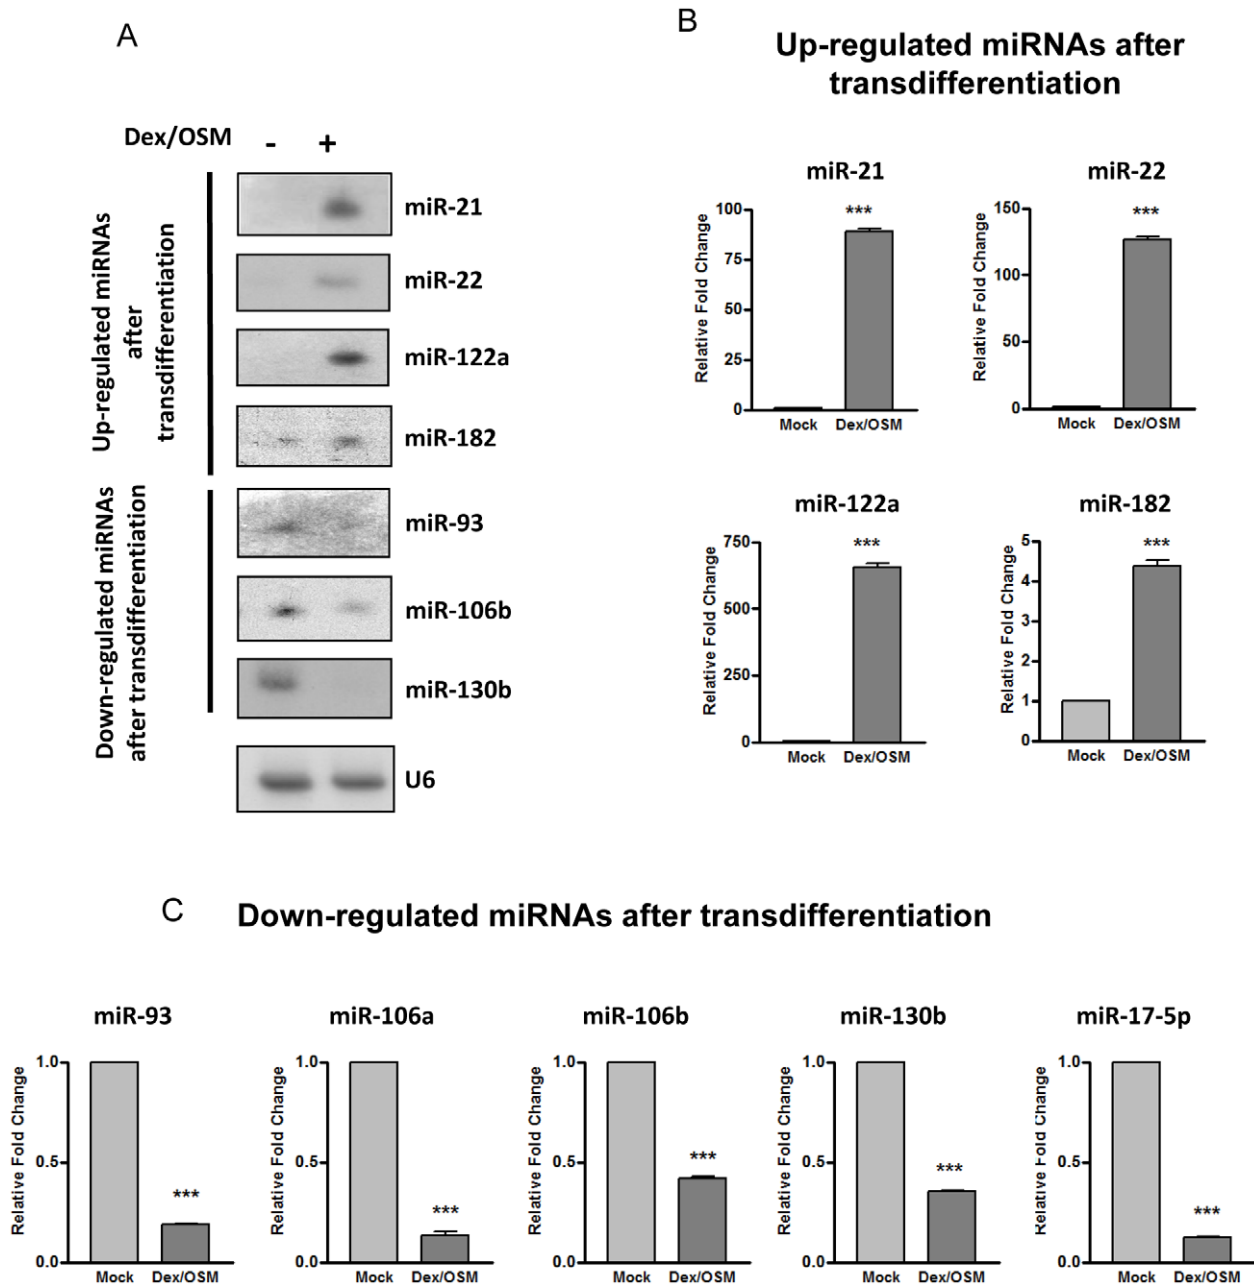 A
Dex/OSM - +
Up-regulated miRNAs
after
transdifferentiation
miR-21
miR-22
miR-122a
miR-182
Down-regulated miRNAs
after transdifferentiation
miR-93
miR-106b
miR-130b
U6
B
Up-regulated miRNAs after
transdifferentiation
miR-21
Relative Fold Change
100
75
50
25
0
***
Mock Dex/OSM
miR-22
Relative Fold Change
150
100
50
0
***
Mock Dex/OSM
miR-122a
Relative Fold Change
750
500
250
0
***
Mock Dex/OSM
miR-182
Relative Fold Change
5
4
3
2
1
0
***
Mock Dex/OSM
C
Down-regulated miRNAs after transdifferentiation
miR-93
Relative Fold Change
1.0
0.5
0.0
***
Mock Dex/OSM
miR-106a
Relative Fold Change
1.0
0.5
0.0
***
Mock Dex/OSM
miR-106b
Relative Fold Change
1.0
0.5
0.0
***
Mock Dex/OSM
miR-130b
Relative Fold Change
1.0
0.5
0.0
***
Mock Dex/OSM
miR-17-5p
Relative Fold Change
1.0
0.5
0.0
***
Mock Dex/OSM